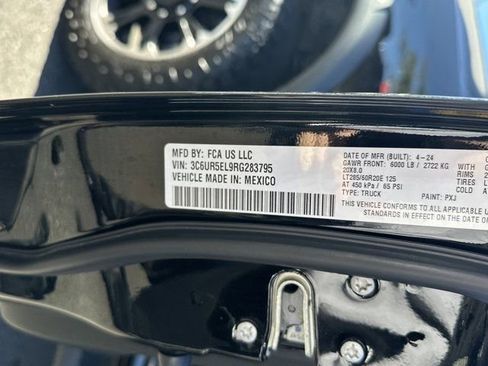 MFD BY: FCA US LLC
VIN: 3C6UR5EL9RG283795
VEHICLE MADE IN: MEXICO
DATE OF MFR (BUILT): 4-24
GAWR FRONT: 6000 LB / 2722 KG
20X8.0 RIMS
LT285/60R20E 125
AT 450 kPa / 65 PSI COLD
TYPE: TRUCK PAINT: PXJ
THIS VEHICLE CONFORMS TO ALL APPLICABLE
STANDARDS IN EFFECT ON THE DATE OF